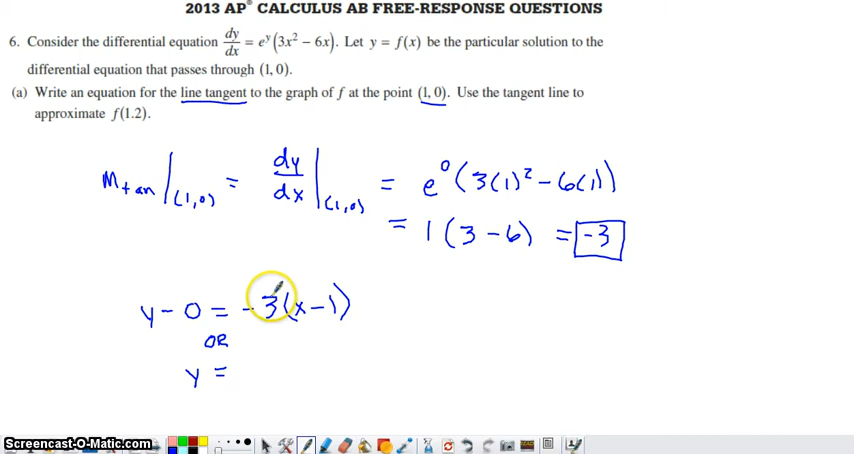 2013 AP® CALCULUS AB FREE-RESPONSE QUESTIONS
6. Consider the differential equation dy/dx = e^y(3x² − 6x). Let y = f(x) be the particular solution to the
differential equation that passes through (1, 0).
(a) Write an equation for the line tangent to the graph of f at the point (1, 0). Use the tangent line to
approximate f(1.2).
m_tan |_(1,0) = dy/dx |_(1,0) = e^0 (3(1)² − 6(1))
= 1 (3 − 6) = -3
y − 0 = −3(x − 1)
OR
y =
Screencast-O-Matic.com